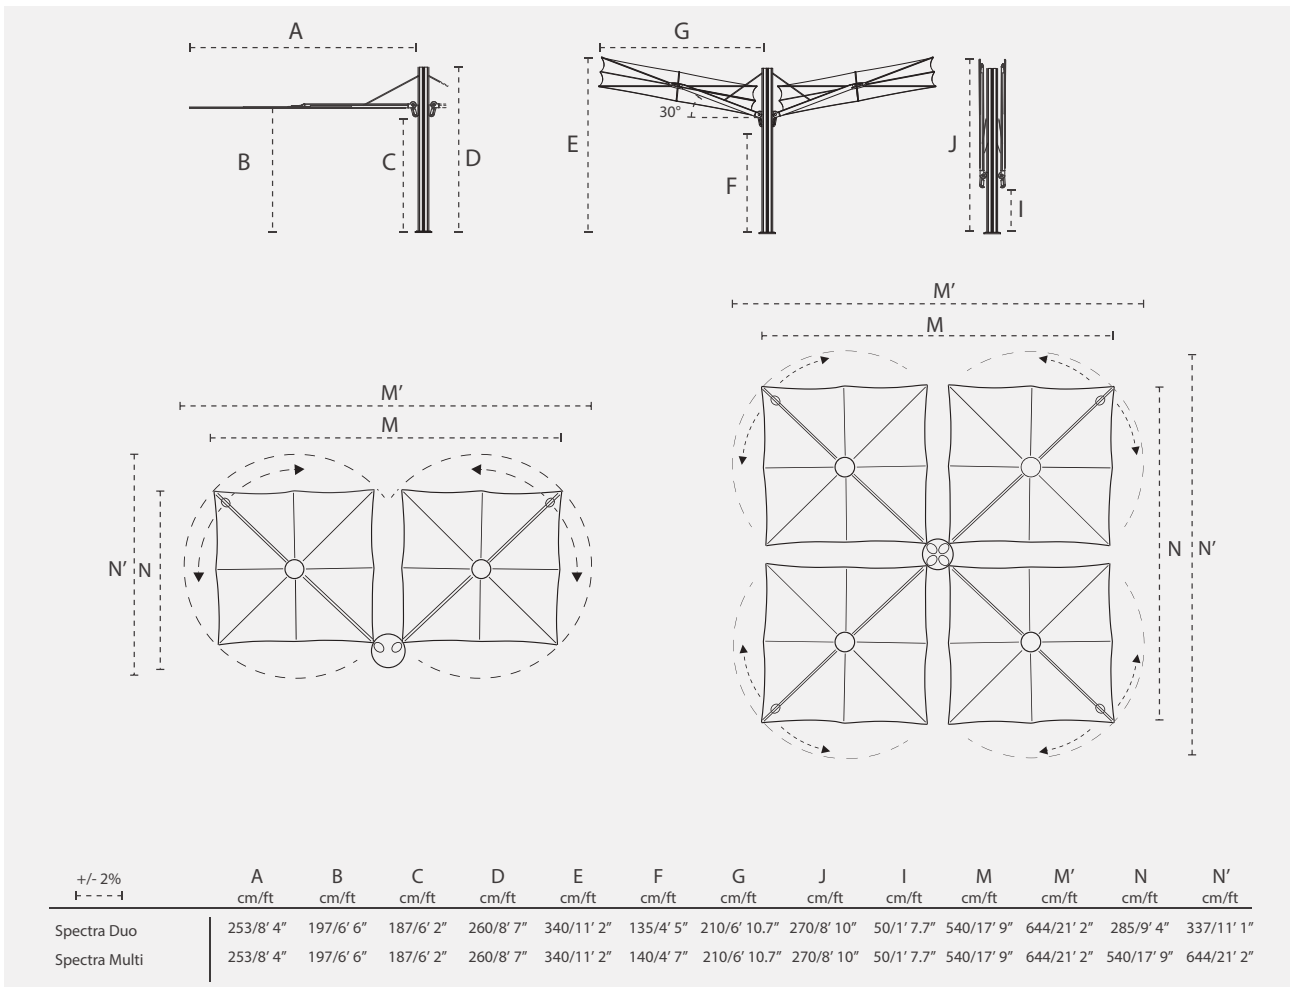 A
G
30°
B
C
D
E
F
J
I
M’
M
M’
M
N’
N
N
N’
+/- 2%
A B C D E F G J I M M’ N N’
cm/ft cm/ft cm/ft cm/ft cm/ft cm/ft cm/ft cm/ft cm/ft cm/ft cm/ft cm/ft cm/ft
Spectra Duo 253/8’ 4” 197/6’ 6” 187/6’ 2” 260/8’ 7” 340/11’ 2” 135/4’ 5” 210/6’ 10.7” 270/8’ 10” 50/1’ 7.7” 540/17’ 9” 644/21’ 2” 285/9’ 4” 337/11’ 1”
Spectra Multi 253/8’ 4” 197/6’ 6” 187/6’ 2” 260/8’ 7” 340/11’ 2” 140/4’ 7” 210/6’ 10.7” 270/8’ 10” 50/1’ 7.7” 540/17’ 9” 644/21’ 2” 540/17’ 9” 644/21’ 2”